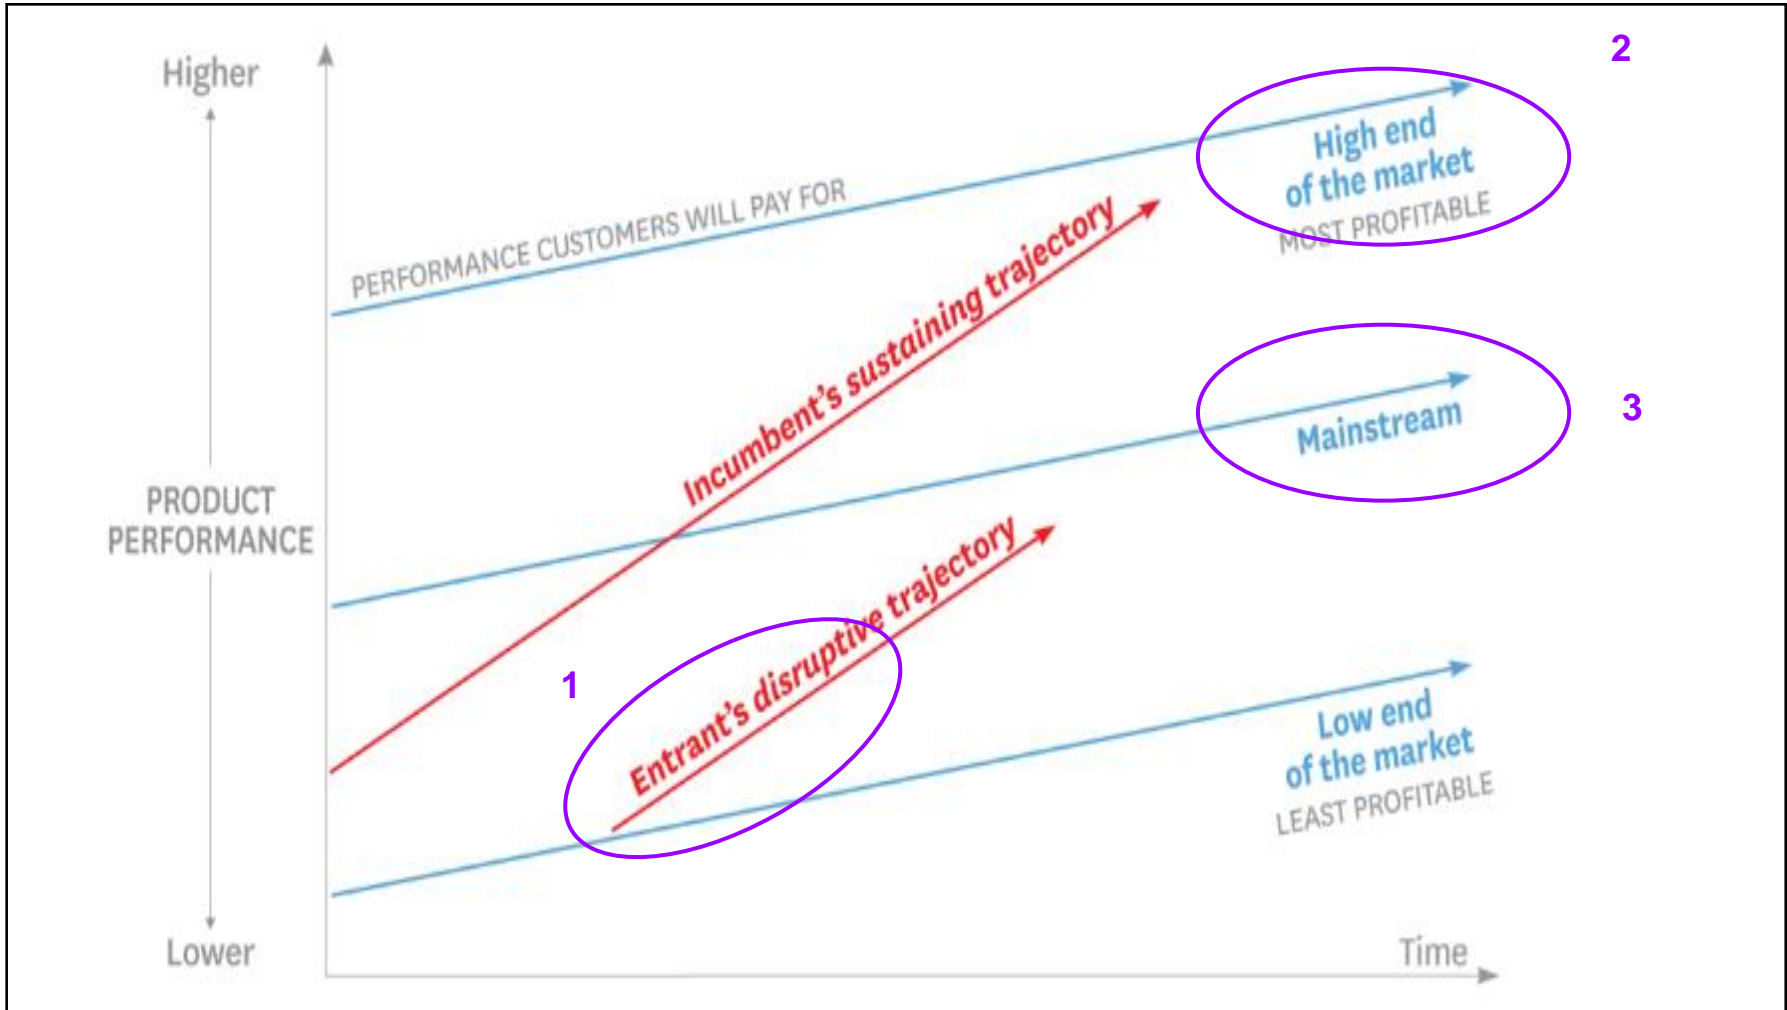 2
Higher
High end
of the market
MOST PROFITABLE
PERFORMANCE CUSTOMERS WILL PAY FOR
Incumbent's sustaining trajectory
3
Mainstream
PRODUCT
PERFORMANCE
1
Entrant's disruptive trajectory
Low end
of the market
LEAST PROFITABLE
Lower
Time